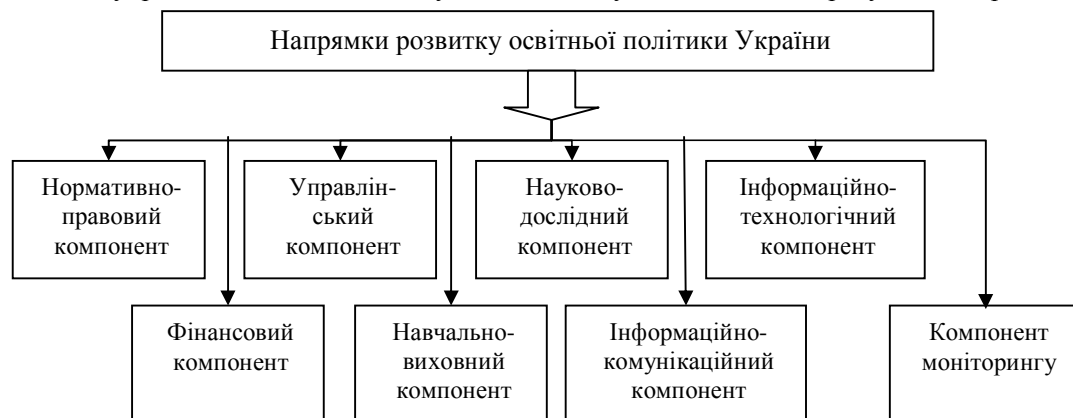 Напрямки розвитку освітньої політики України
Нормативно-
правовий
компонент
Управлін-
ський
компонент
Науково-
дослідний
компонент
Інформаційно-
технологічний
компонент
Фінансовий
компонент
Навчально-
виховний
компонент
Інформаційно-
комунікаційний
компонент
Компонент
моніторингу